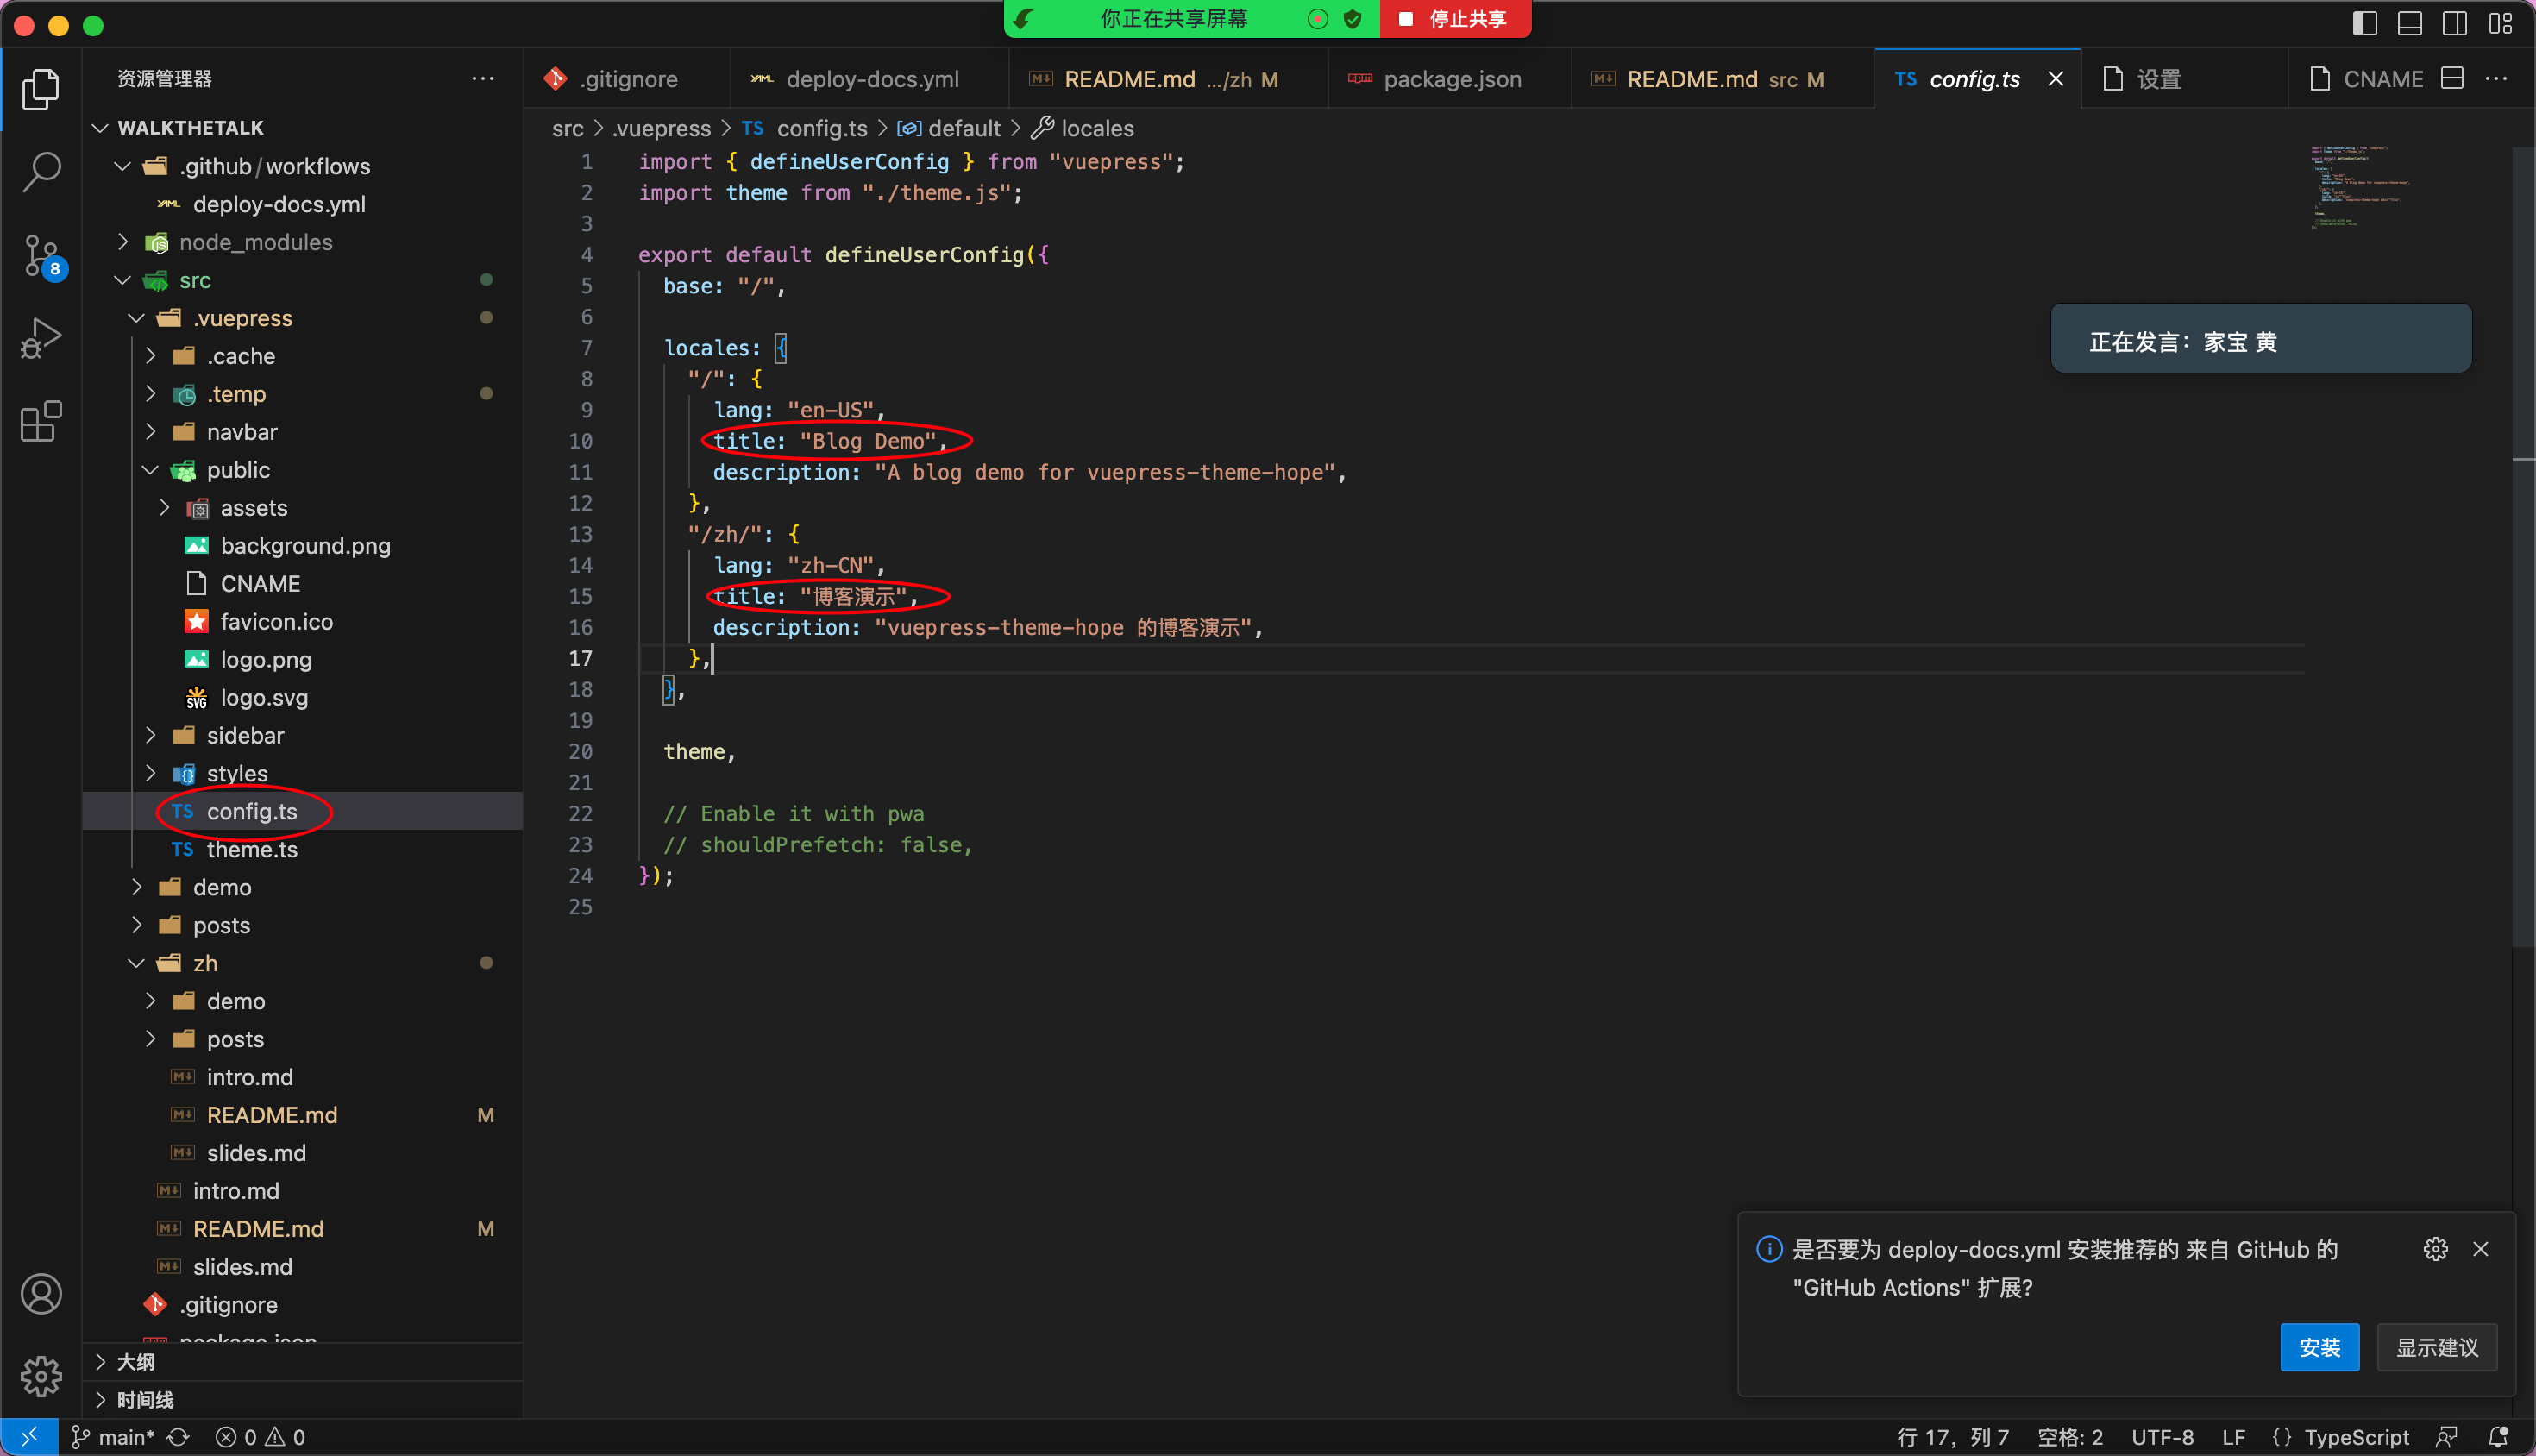 你正在共享屏幕
停止共享
资源管理器
WALKTHETALK
.github/workflows
deploy-docs.yml
node_modules
src
.vuepress
.cache
.temp
navbar
public
assets
background.png
CNAME
favicon.ico
logo.png
logo.svg
sidebar
styles
TS config.ts
TS theme.ts
demo
posts
zh
demo
posts
intro.md
README.md M
slides.md
intro.md
README.md M
slides.md
.gitignore
大纲
时间线
8
.gitignore
YAML deploy-docs.yml
README.md .../zh M
package.json
README.md src M
TS config.ts
设置
CNAME
src > .vuepress > TS config.ts > default > locales
1 import { defineUserConfig } from "vuepress";
2 import theme from "./theme.js";
3
4 export default defineUserConfig({
5 base: "/",
6
7 locales: {
8 "/": {
9 lang: "en-US",
10 title: "Blog Demo",
11 description: "A blog demo for vuepress-theme-hope",
12 },
13 "/zh/": {
14 lang: "zh-CN",
15 title: "博客演示",
16 description: "vuepress-theme-hope 的博客演示",
17 },
18 },
19
20 theme,
21
22 // Enable it with pwa
23 // shouldPrefetch: false,
24 });
25
正在发言：家宝 黄
是否要为 deploy-docs.yml 安装推荐的 来自 GitHub 的
"GitHub Actions" 扩展?
安装
显示建议
main* 0 0
行 17，列 7 空格: 2 UTF-8 LF {} TypeScript